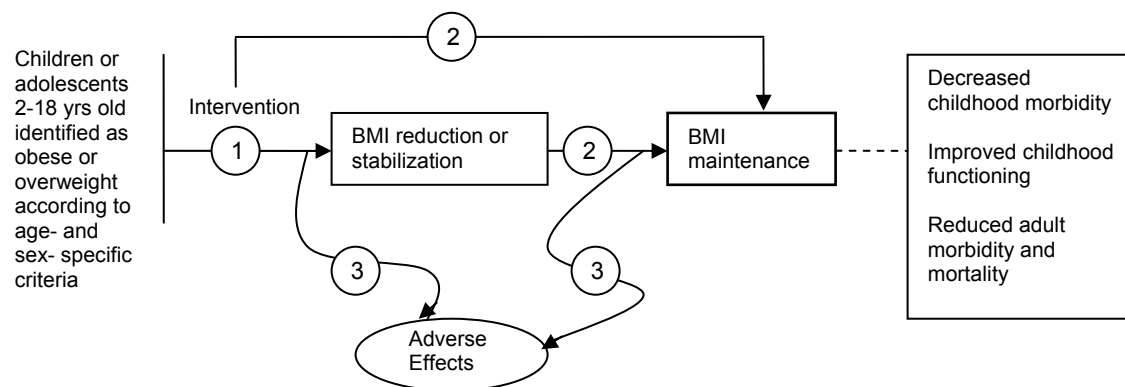 Children or
adolescents
2-18 yrs old
identified as
obese or
overweight
according to
age- and
sex- specific
criteria
2
Intervention
1
BMI reduction or
stabilization
2
BMI
maintenance
3
3
Adverse
Effects
Decreased
childhood morbidity
Improved childhood
functioning
Reduced adult
morbidity and
mortality